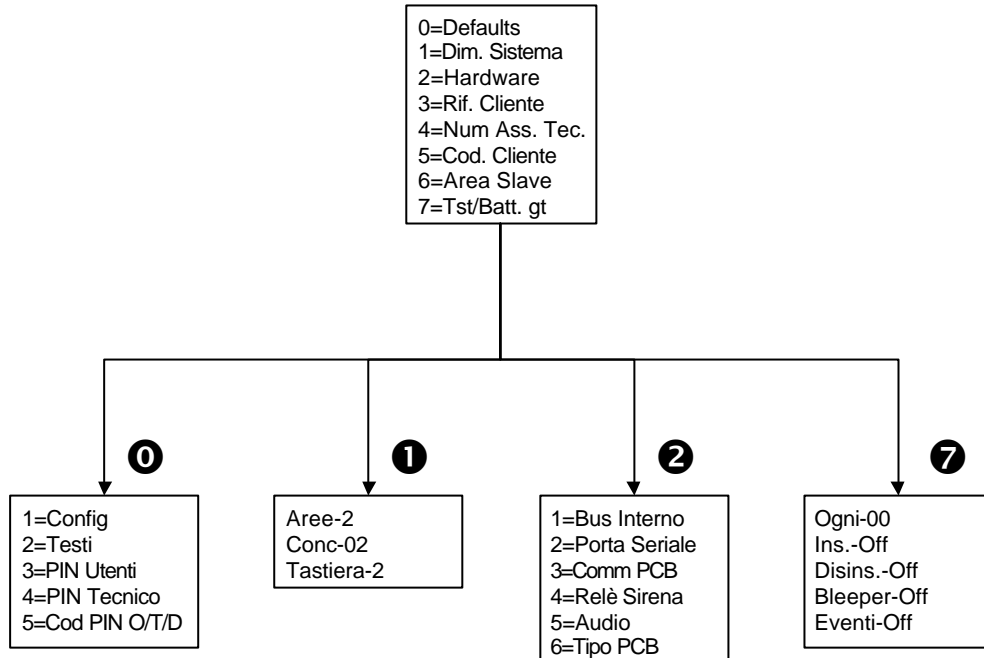 0=Defaults
1=Dim. Sistema
2=Hardware
3=Rif. Cliente
4=Num Ass. Tec.
5=Cod. Cliente
6=Area Slave
7=Tst/Batt. gt
0
1
2
7
1=Config
2=Testi
3=PIN Utenti
4=PIN Tecnico
5=Cod PIN O/T/D
Aree-2
Conc-02
Tastiera-2
1=Bus Interno
2=Porta Seriale
3=Comm PCB
4=Relè Sirena
5=Audio
6=Tipo PCB
Ogni-00
Ins.-Off
Disins.-Off
Bleeper-Off
Eventi-Off